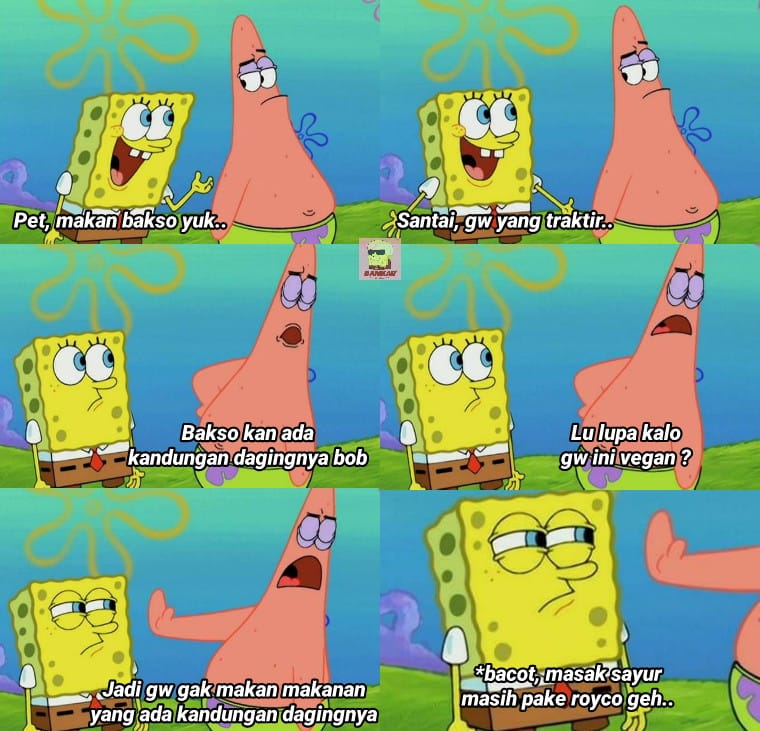 Pet, makan bakso yuk..
Santai, gw yang traktir..
Bakso kan ada
kandungan dagingnya bob
Lu lupa kalo
gw ini vegan ?
Jadi gw gak makan makanan
yang ada kandungan dagingnya
*bacot, masak sayur
masih pake royco geh..